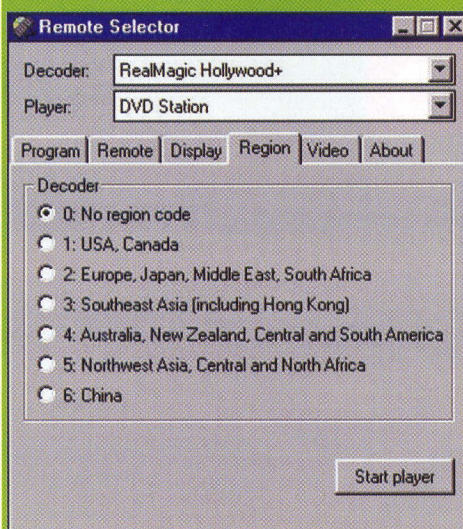 Remote Selector
Decoder: RealMagic Hollywood+
Player: DVD Station
Program Remote Display Region Video About
Decoder
0: No region code
1: USA, Canada
2: Europe, Japan, Middle East, South Africa
3: Southeast Asia (including Hong Kong)
4: Australia, New Zealand, Central and South America
5: Northwest Asia, Central and North Africa
6: China
Start player